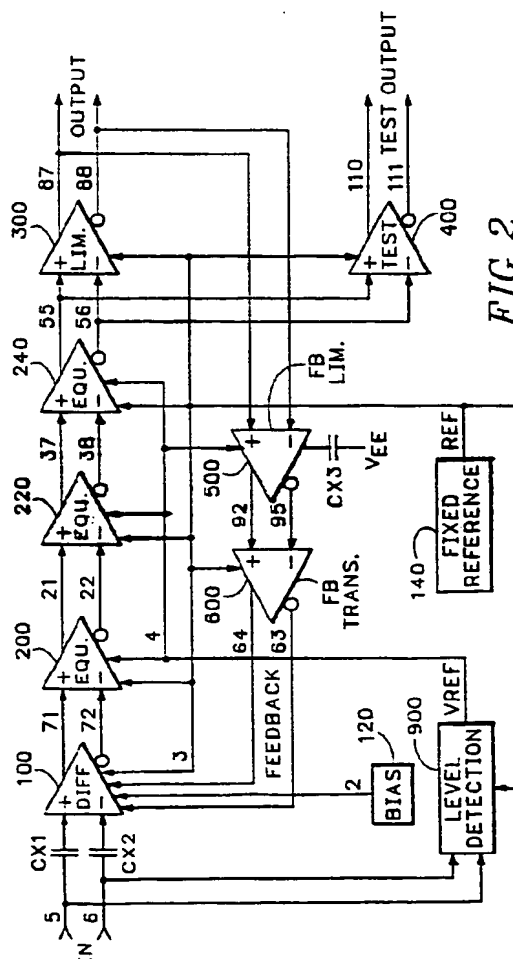 100
200
220
240
300
CX1
71
21
37
55
87
OUTPUT
5
+
DIFF
−
+
EQU.
−
+
EQU.
−
+
EQU.
−
+
LIM.
−
IN
6
CX2
72
22
38
56
88
4
3
FEEDBACK
64
63
600
+
−
FB
TRANS.
92
95
500
+
−
FB
LIM.
CX3
VEE
+
TEST
−
400
110
111
TEST OUTPUT
2
BIAS
120
LEVEL
DETECTION
900
VREF
140
FIXED
REFERENCE
REF
FIG 2